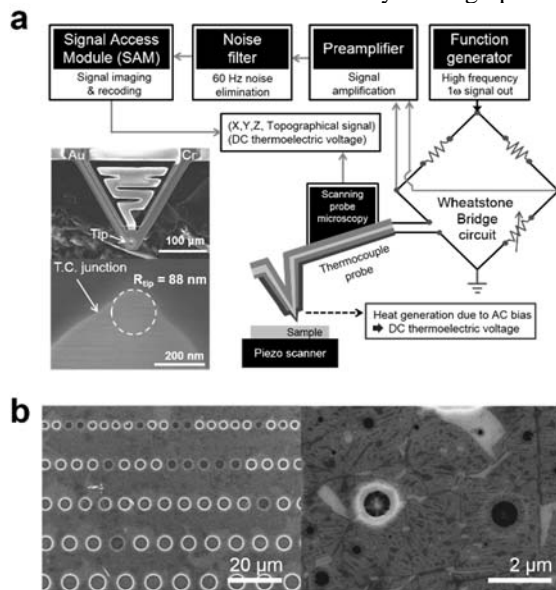 a
Signal Access
Module (SAM)
Signal imaging
& recoding
Noise
filter
60 Hz noise
elimination
Preamplifier
Signal
amplification
Function
generator
High frequency
1ω signal out
(X,Y,Z, Topographical signal)
(DC thermoelectric voltage)
Au
Cr
Tip
100 µm
T.C. junction
R tip = 88 nm
200 nm
Scanning
probe
microscopy
Wheatstone
Bridge
circuit
Thermocouple
probe
Sample
Piezo scanner
Heat generation due to AC bias
➡ DC thermoelectric voltage
b
20 µm
2 µm